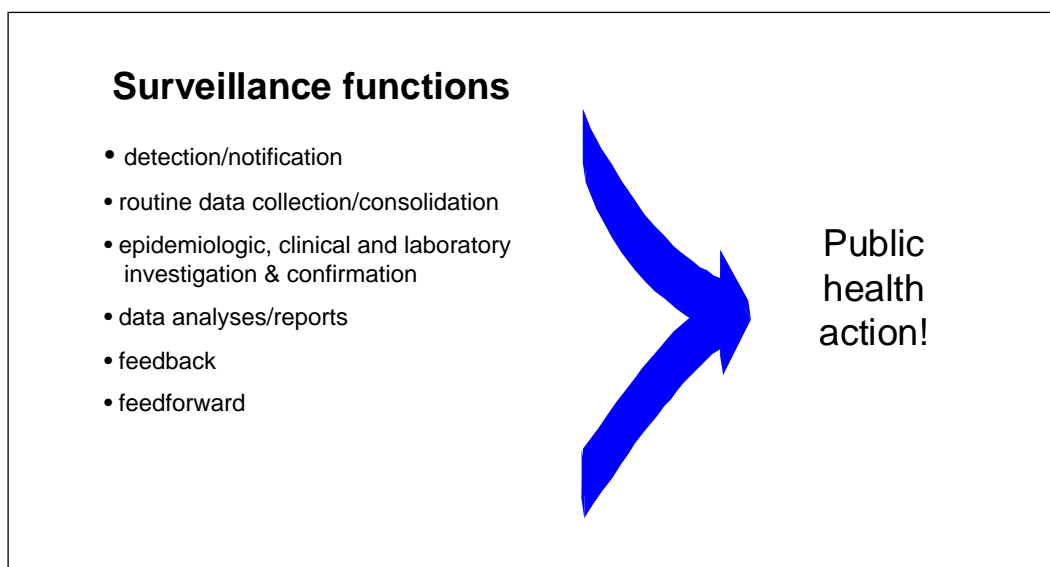 Surveillance functions
• detection/notification
• routine data collection/consolidation
• epidemiologic, clinical and laboratory
investigation & confirmation
• data analyses/reports
• feedback
• feedforward
Public
health
action!